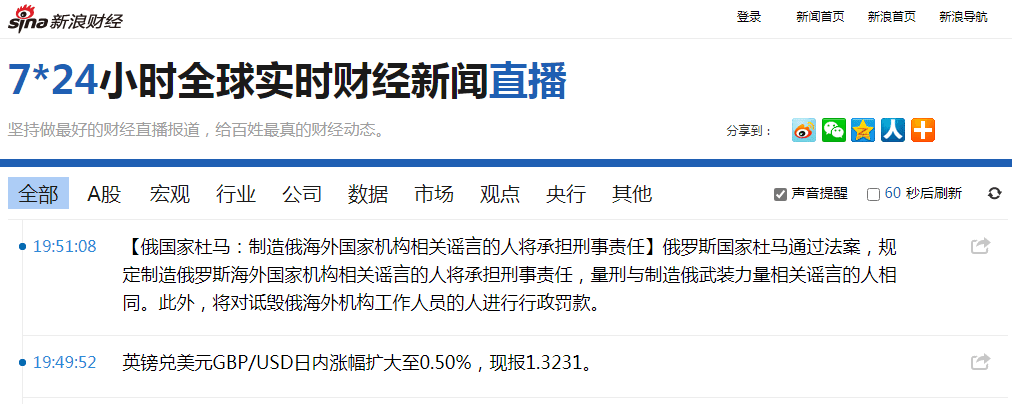 sina 新浪财经
登录 新闻首页 新浪首页 新浪导航
7*24小时全球实时财经新闻直播
坚持做最好的财经直播报道，给百姓最真的财经动态。
分享到：
全部 A股 宏观 行业 公司 数据 市场 观点 央行 其他
声音提醒 60 秒后刷新
19:51:08
【俄国家杜马：制造俄海外国家机构相关谣言的人将承担刑事责任】俄罗斯国家杜马通过法案，规
定制造俄罗斯海外国家机构相关谣言的人将承担刑事责任，量刑与制造俄武装力量相关谣言的人相
同。此外，将对诋毁俄海外机构工作人员的人进行行政罚款。
19:49:52
英镑兑美元GBP/USD日内涨幅扩大至0.50%，现报1.3231。